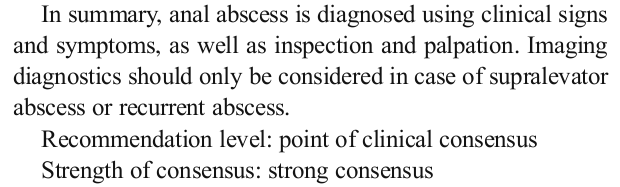 In summary, anal abscess is diagnosed using clinical signs
and symptoms, as well as inspection and palpation. Imaging
diagnostics should only be considered in case of supralevator
abscess or recurrent abscess.
Recommendation level: point of clinical consensus
Strength of consensus: strong consensus